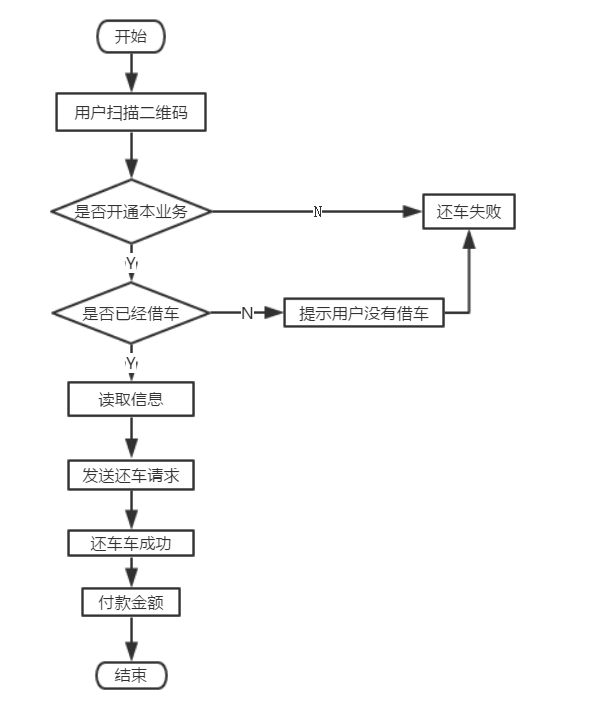 开始
用户扫描二维码
是否开通本业务
N
还车失败
Y
是否已经借车
N
提示用户没有借车
Y
读取信息
发送还车请求
还车车成功
付款金额
结束